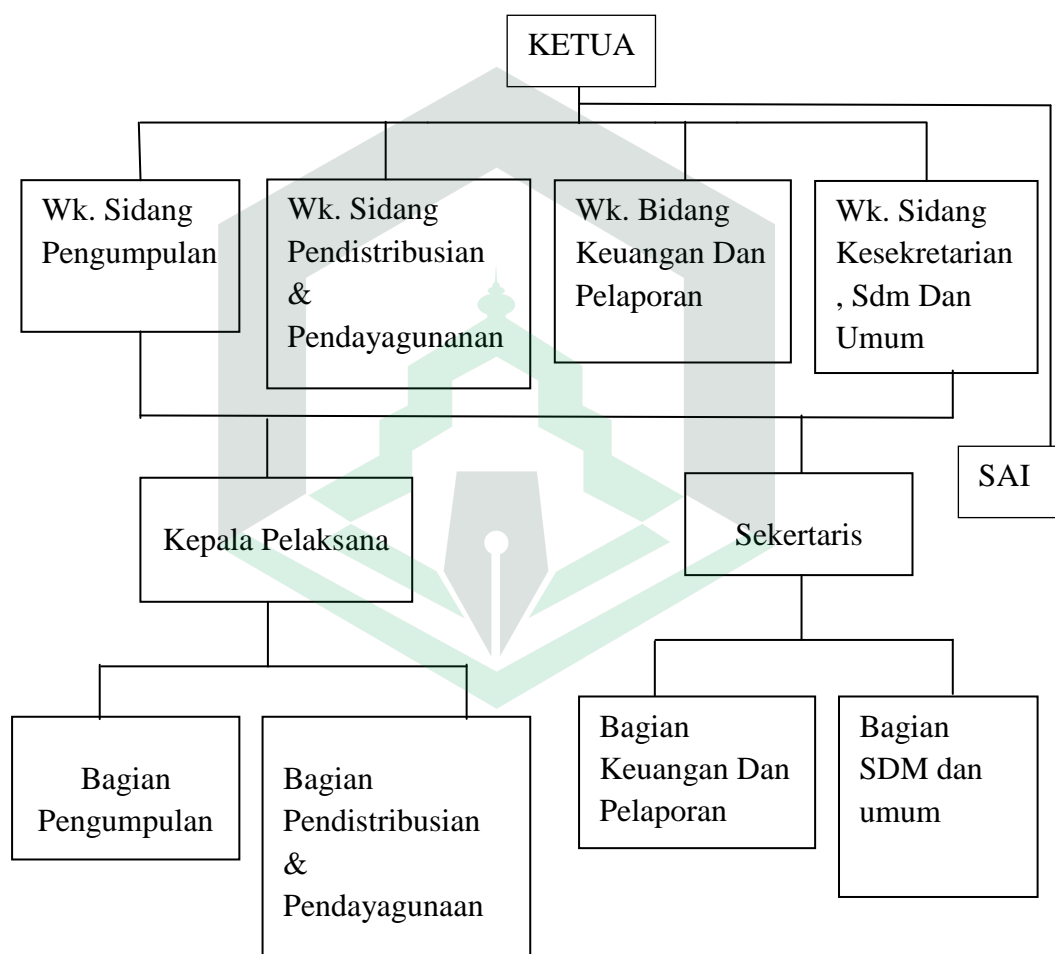 KETUA
Wk. Sidang
Pengumpulan
Wk. Sidang
Pendistribusian
&
Pendayagunanan
Wk. Bidang
Keuangan Dan
Pelaporan
Wk. Sidang
Kesekretarian
, Sdm Dan
Umum
SAI
Kepala Pelaksana
Sekertaris
Bagian
Pengumpulan
Bagian
Pendistribusian
&
Pendayagunaan
Bagian
Keuangan Dan
Pelaporan
Bagian
SDM dan
umum